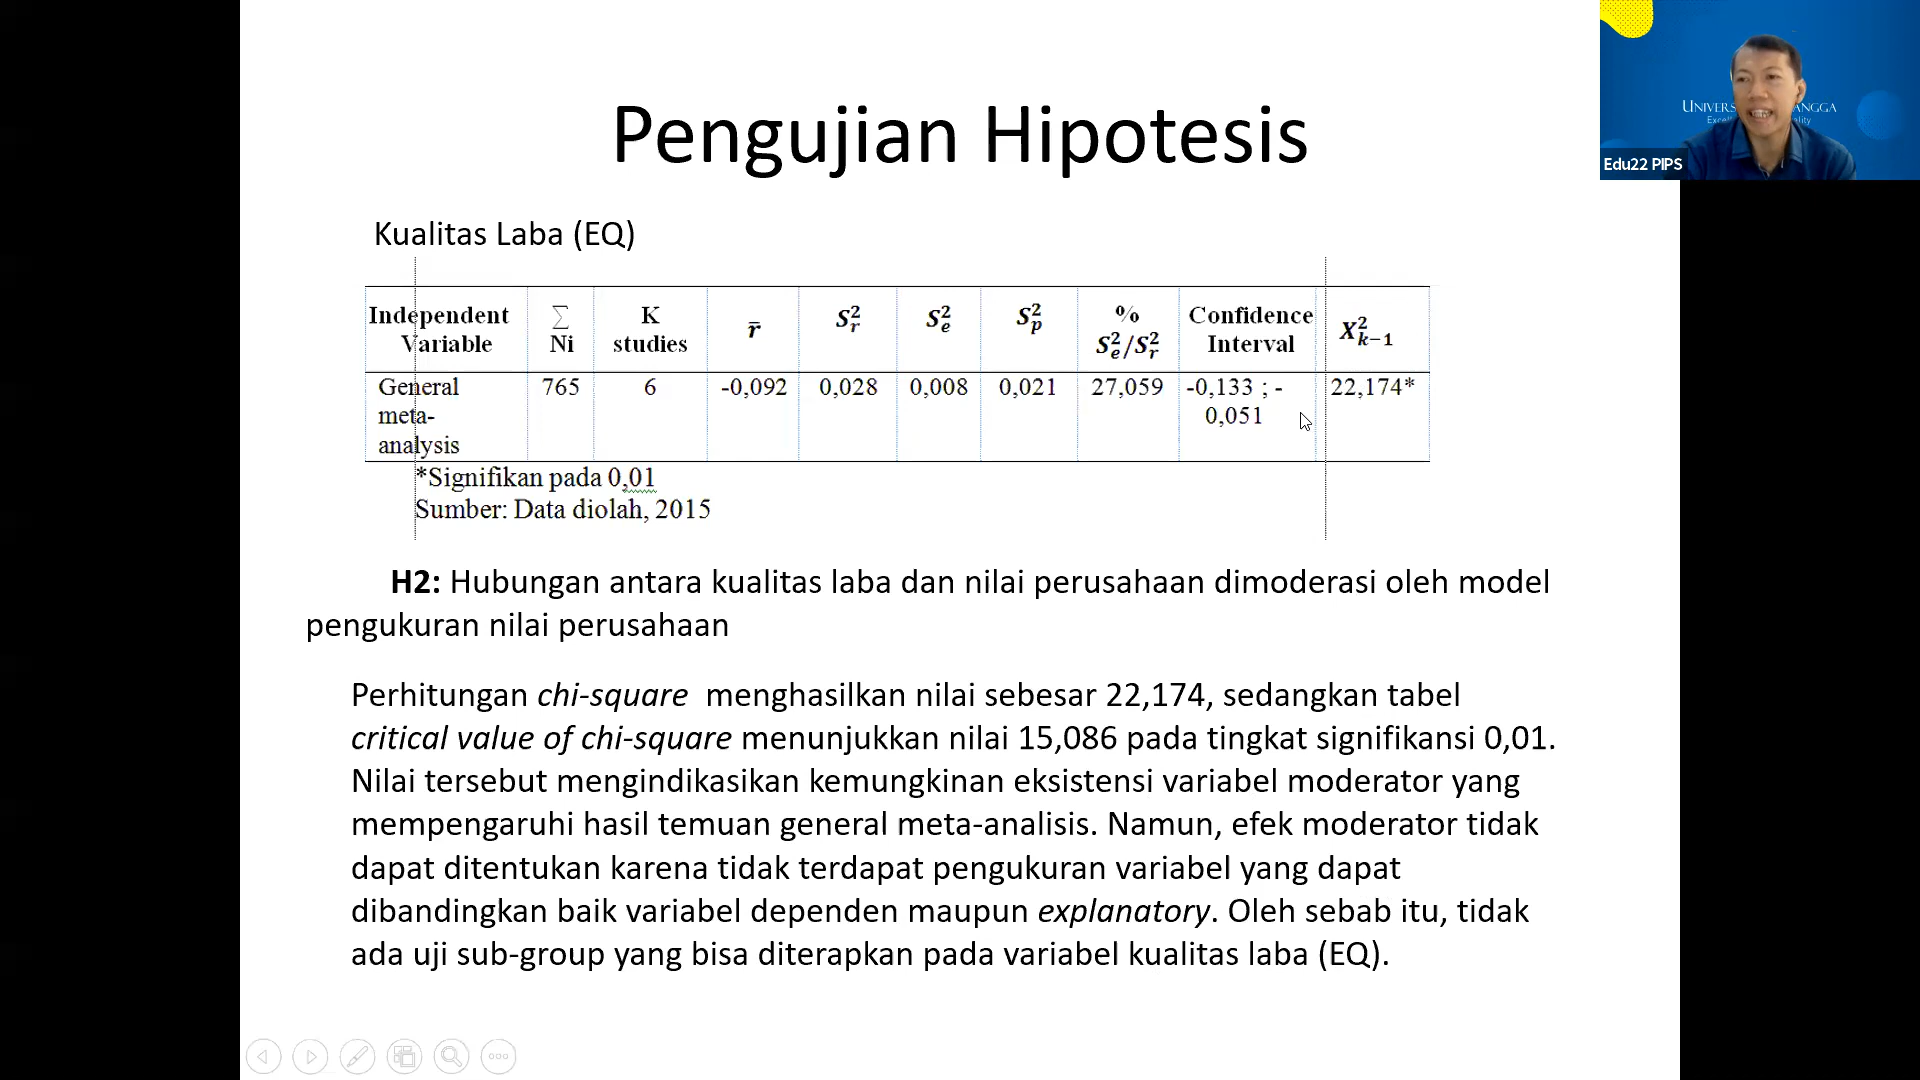 Pengujian Hipotesis
UNIVERS ANGGA
Edu22 PIPS
Kualitas Laba (EQ)
Independent Variable ∑ Ni K studies r̄ S²r S²e S²p % S²e/S²r Confidence Interval X²k−1
General meta-analysis 765 6 -0,092 0,028 0,008 0,021 27,059 -0,133 ; -0,051 22,174*
*Signifikan pada 0,01
Sumber: Data diolah, 2015
H2: Hubungan antara kualitas laba dan nilai perusahaan dimoderasi oleh model
pengukuran nilai perusahaan
Perhitungan chi-square menghasilkan nilai sebesar 22,174, sedangkan tabel
critical value of chi-square menunjukkan nilai 15,086 pada tingkat signifikansi 0,01.
Nilai tersebut mengindikasikan kemungkinan eksistensi variabel moderator yang
mempengaruhi hasil temuan general meta-analisis. Namun, efek moderator tidak
dapat ditentukan karena tidak terdapat pengukuran variabel yang dapat
dibandingkan baik variabel dependen maupun explanatory. Oleh sebab itu, tidak
ada uji sub-group yang bisa diterapkan pada variabel kualitas laba (EQ).